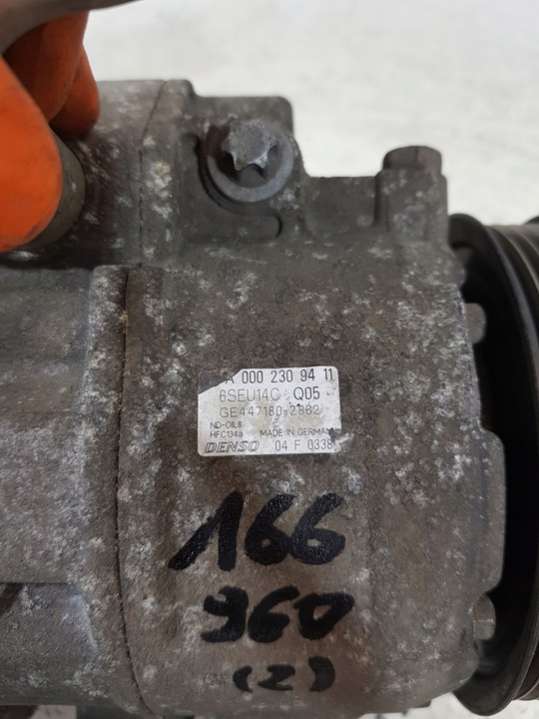 A 000 230 94 11
6SEU14C Q05
GE447180-2982
ND-OIL8
HFC134a MADE IN GERMANY
DENSO 04 F 0338
166
960
(2)